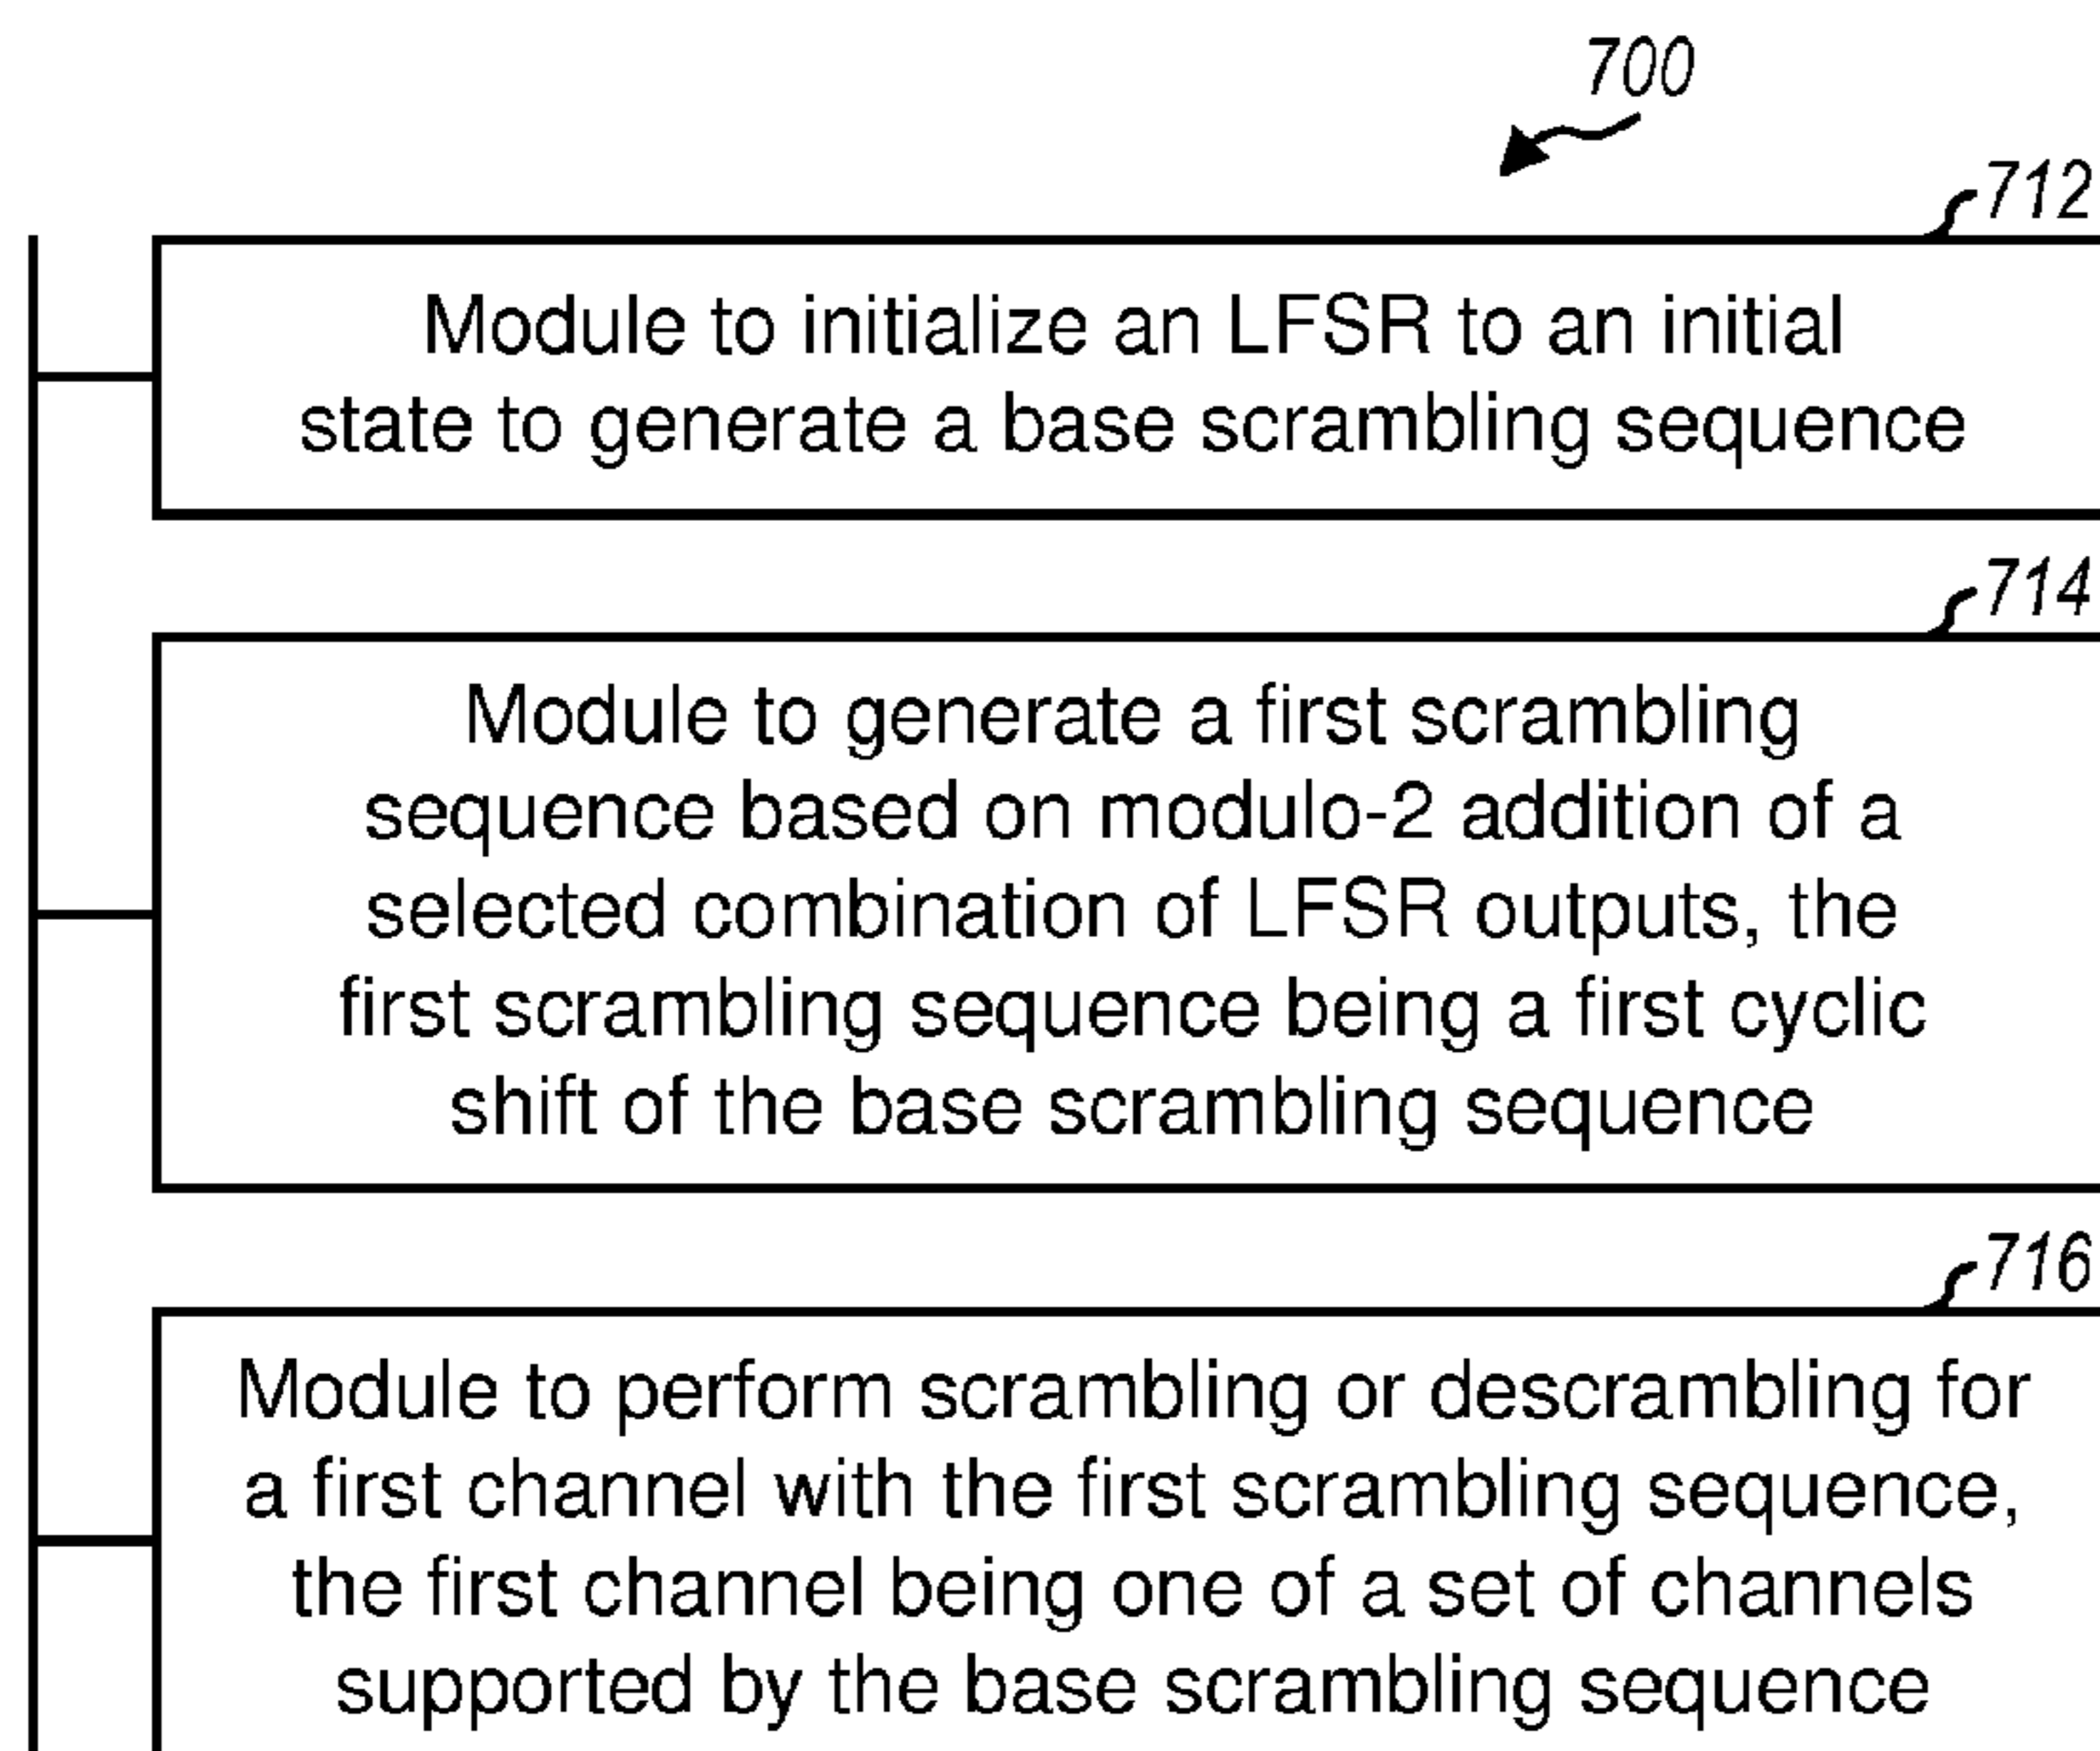 700
712
Module to initialize an LFSR to an initial
state to generate a base scrambling sequence
714
Module to generate a first scrambling
sequence based on modulo-2 addition of a
selected combination of LFSR outputs, the
first scrambling sequence being a first cyclic
shift of the base scrambling sequence
716
Module to perform scrambling or descrambling for
a first channel with the first scrambling sequence,
the first channel being one of a set of channels
supported by the base scrambling sequence